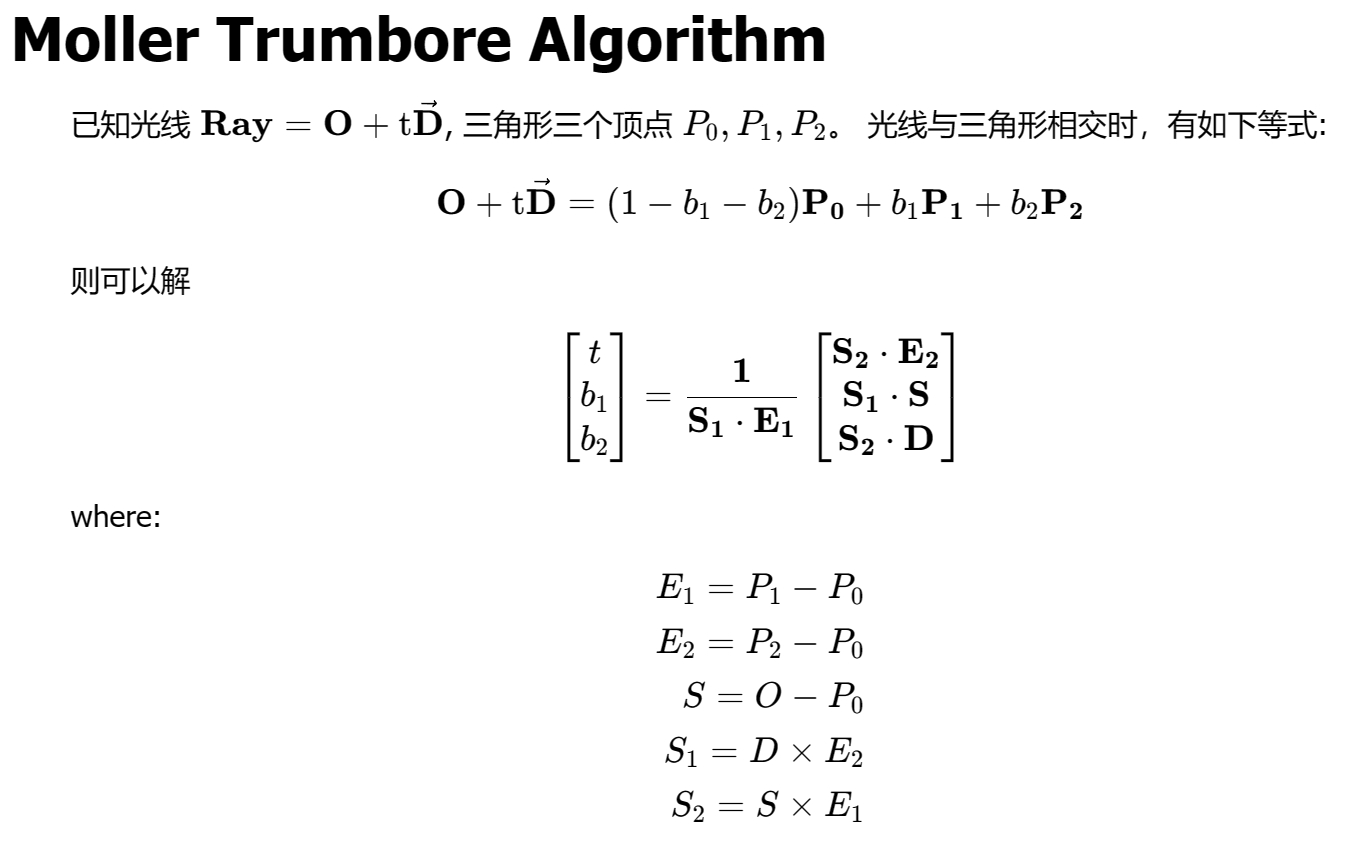 Moller Trumbore Algorithm
已知光线 $\mathbf{Ray} = \mathbf{O} + \mathrm{t}\vec{\mathbf{D}}$, 三角形三个顶点 $P_0, P_1, P_2$。 光线与三角形相交时，有如下等式:
$\mathbf{O} + \mathrm{t}\vec{\mathbf{D}} = (1 - b_1 - b_2)\mathbf{P_0} + b_1\mathbf{P_1} + b_2\mathbf{P_2}$
则可以解
$\begin{bmatrix} t \\ b_1 \\ b_2 \end{bmatrix} = \frac{\mathbf{1}}{\mathbf{S_1} \cdot \mathbf{E_1}} \begin{bmatrix} \mathbf{S_2} \cdot \mathbf{E_2} \\ \mathbf{S_1} \cdot \mathbf{S} \\ \mathbf{S_2} \cdot \mathbf{D} \end{bmatrix}$
where:
$E_1 = P_1 - P_0$
$E_2 = P_2 - P_0$
$S = O - P_0$
$S_1 = D \times E_2$
$S_2 = S \times E_1$